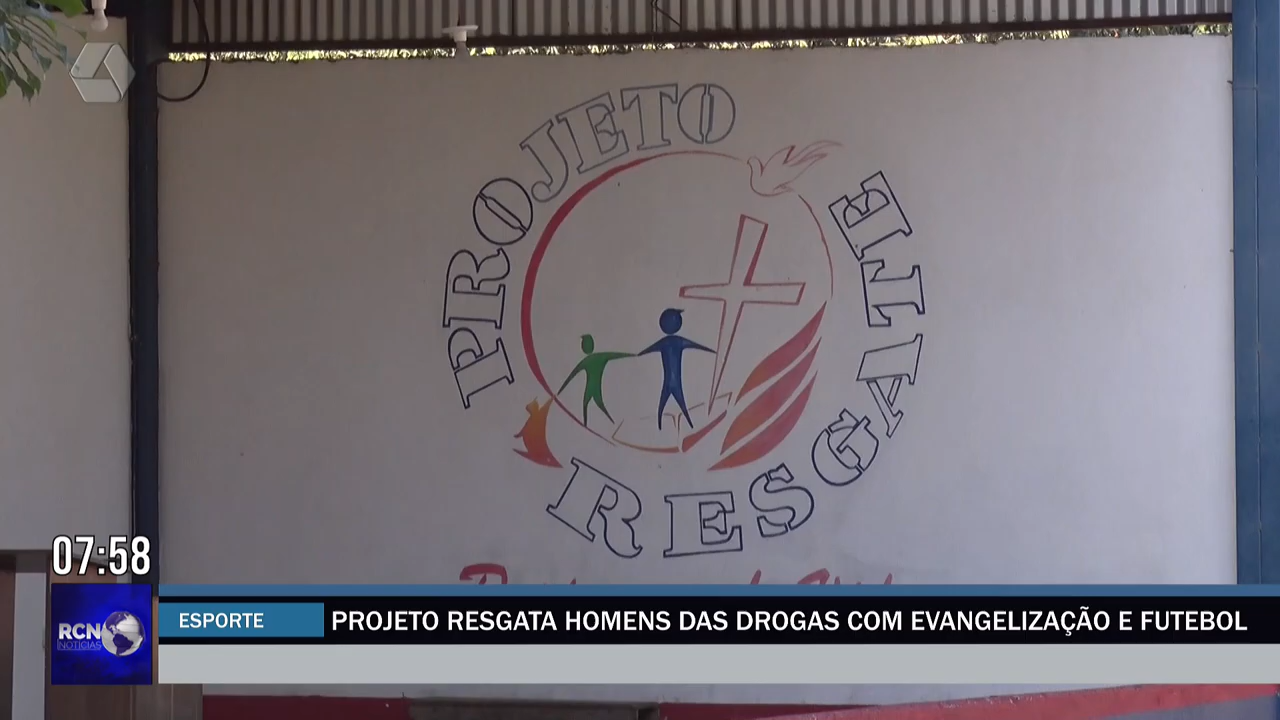 PROJETO
RESGATE
07:58
RCN
NOTÍCIAS
ESPORTE
PROJETO RESGATA HOMENS DAS DROGAS COM EVANGELIZAÇÃO E FUTEBOL